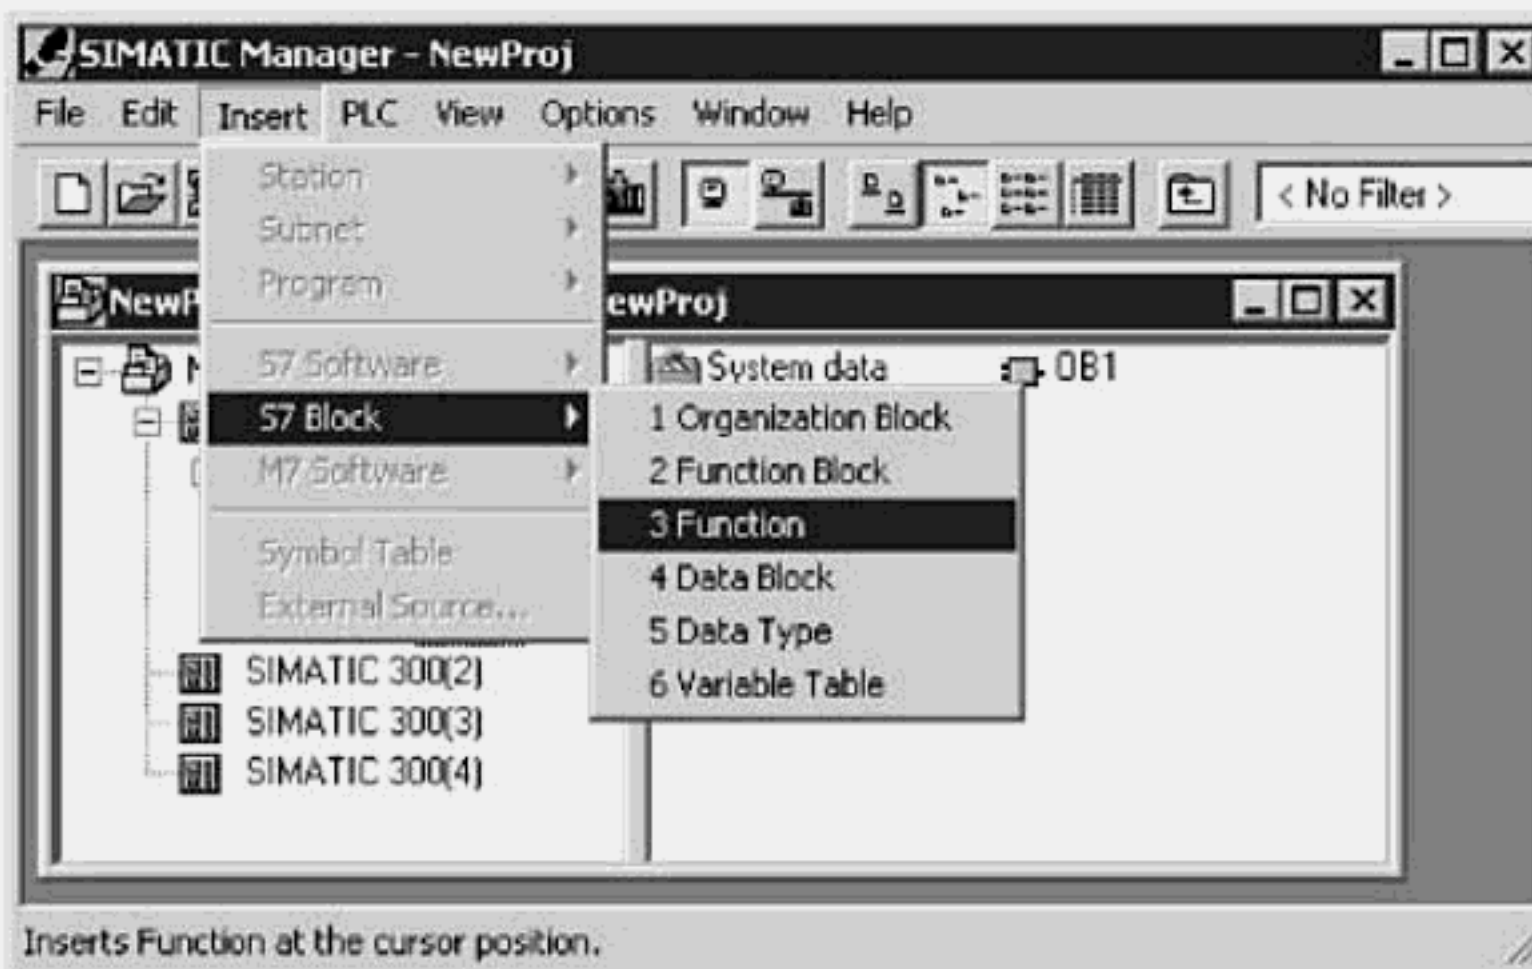 SIMATIC Manager - NewProj
File Edit Insert PLC View Options Window Help
Station
Subnet
Program
S7 Software
S7 Block
M7 Software
Symbol Table
External Source...
< No Filter >
ewProj
System data OB1
1 Organization Block
2 Function Block
3 Function
4 Data Block
5 Data Type
6 Variable Table
SIMATIC 300(2)
SIMATIC 300(3)
SIMATIC 300(4)
Inserts Function at the cursor position.